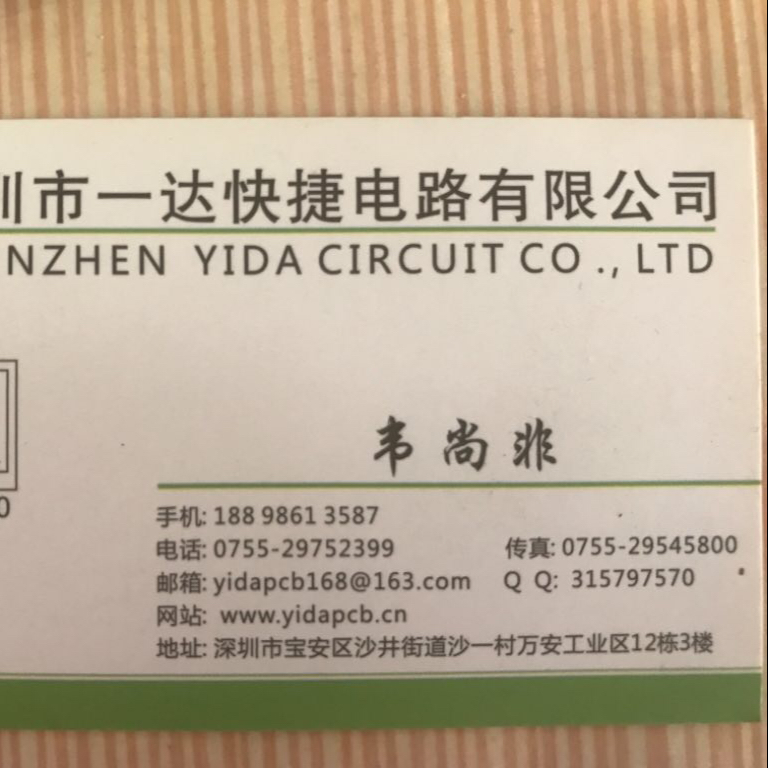 圳市一达快捷电路有限公司
NZHEN YIDA CIRCUIT CO ., LTD
韦尚非
手机: 188 9861 3587
电话: 0755-29752399 传真: 0755-29545800
邮箱: yidapcb168@163.com Q Q: 315797570
网站: www.yidapcb.cn
地址: 深圳市宝安区沙井街道沙一村万安工业区12栋3楼